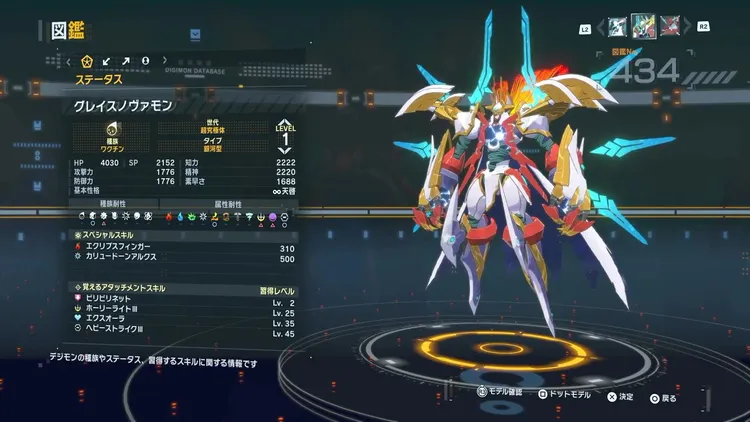 図鑑
L2
R2
図鑑No.
434
DIGIMON DATABASE
ステータス
グレイスノヴァモン
種族
ワクチン
世代
超究極体
タイプ
銀河型
LEVEL
1
HP 4030 SP 2152 知力 2222
攻撃力 1776 精神 2220
防御力 1776 素早さ 1688
基本性格 ∞天啓
種族耐性 属性耐性
スペシャルスキル
エクリプスフィンガー 310
カリュードーンアルクス 500
覚えるアタッチメントスキル 習得レベル
ビリビリネット Lv. 2
ホーリーライトⅢ Lv. 25
エクスオーラ Lv. 35
ヘビーストライクⅢ Lv. 45
デジモンの種族やステータス、習得するスキルに関する情報です
R3 モデル確認 ドットモデル 決定 戻る